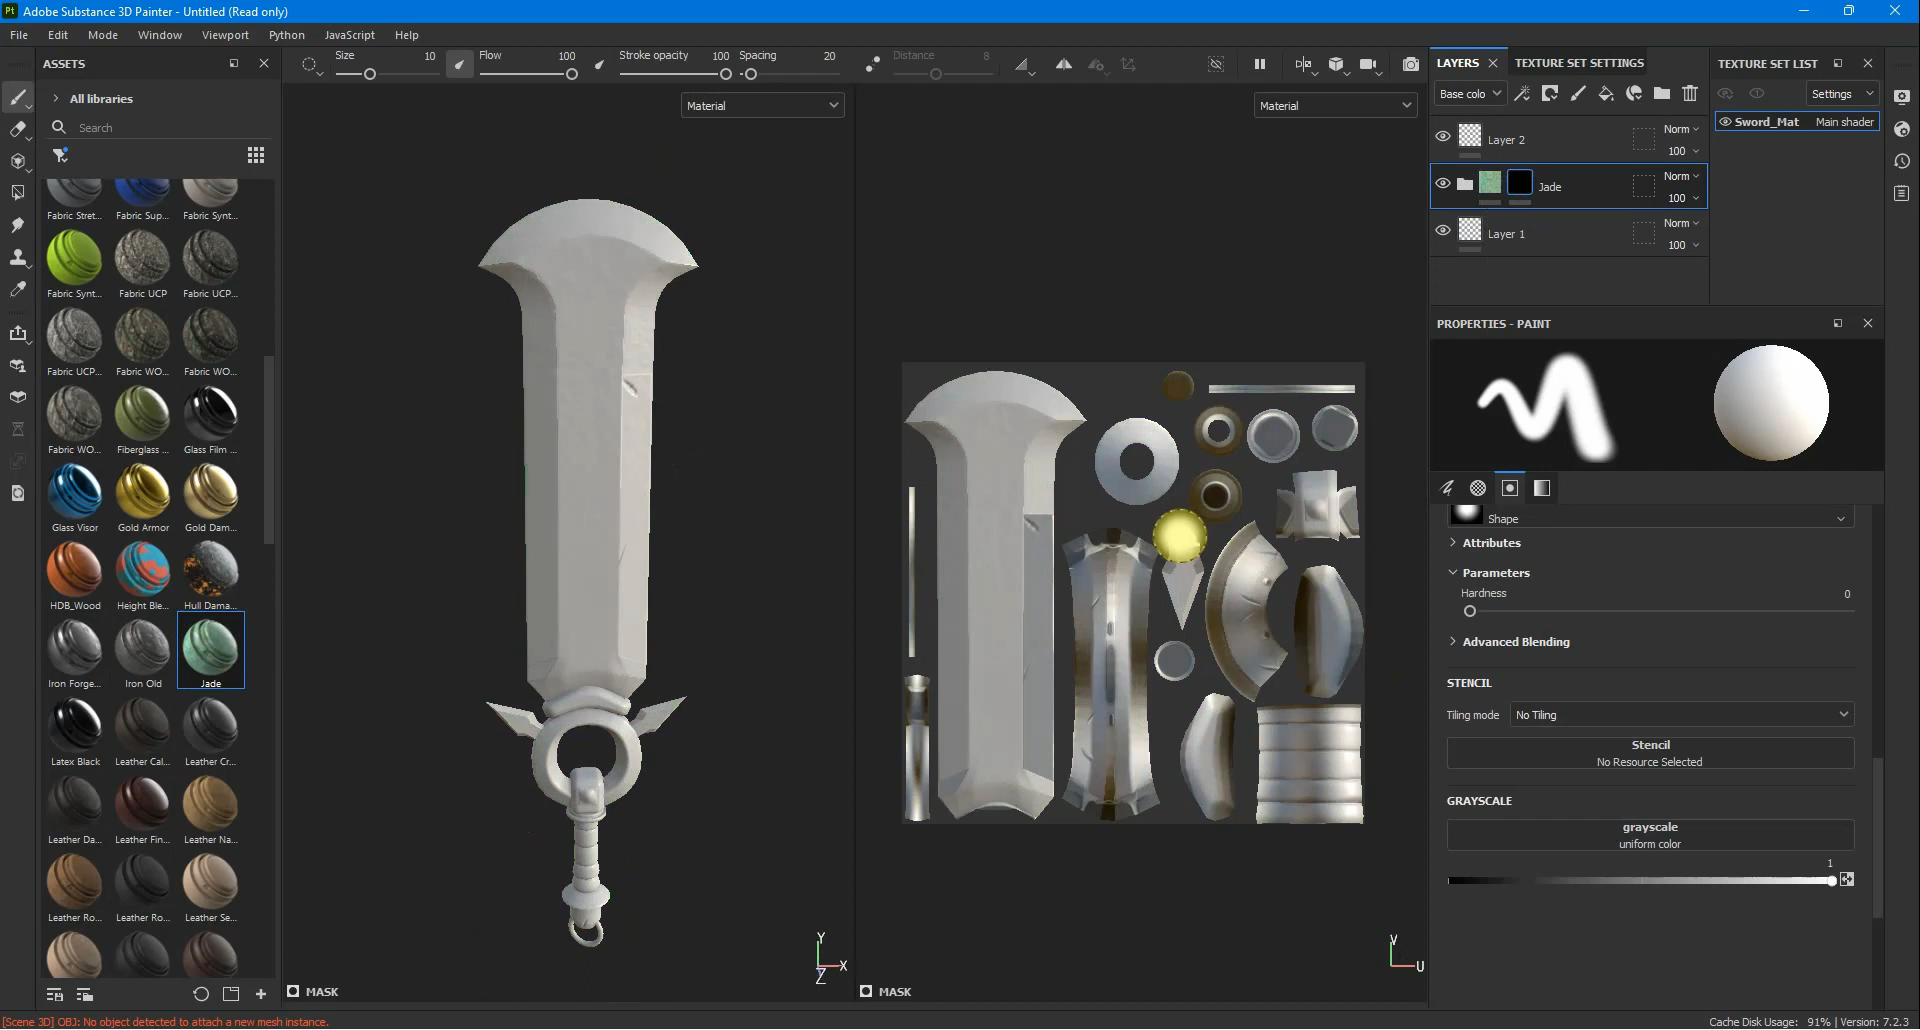 Pt Adobe Substance 3D Painter - Untitled (Read only)
File Edit Mode Window Viewport Python JavaScript Help
ASSETS
All libraries
Search
Fabric Stret... Fabric Sup... Fabric Synt...
Fabric Synt... Fabric UCP Fabric UCP...
Fabric UCP... Fabric WO... Fabric WO...
Fabric WO... Fiberglass ... Glass Film ...
Glass Visor Gold Armor Gold Dam...
HDB_Wood Height Ble... Hull Dama...
Iron Forge... Iron Old Jade
Latex Black Leather Cal... Leather Cr...
Leather Da... Leather Fin... Leather Na...
Leather Ro... Leather Ro... Leather Se...
Size 10 Flow 100 Stroke opacity 100 Spacing 20 Distance 8
Material
Material
Y
X
Z
V
U
MASK
MASK
LAYERS TEXTURE SET SETTINGS
Base colo
Layer 2 Norm
100
Jade Norm
100
Layer 1 Norm
100
TEXTURE SET LIST
Settings
Sword_Mat Main shader
PROPERTIES - PAINT
Shape
Attributes
Parameters
Hardness 0
Advanced Blending
STENCIL
Tiling mode No Tiling
Stencil
No Resource Selected
GRAYSCALE
grayscale
uniform color
1
[Scene 3D] OBJ: No object detected to attach a new mesh instance.
Cache Disk Usage: 91% | Version: 7.2.3